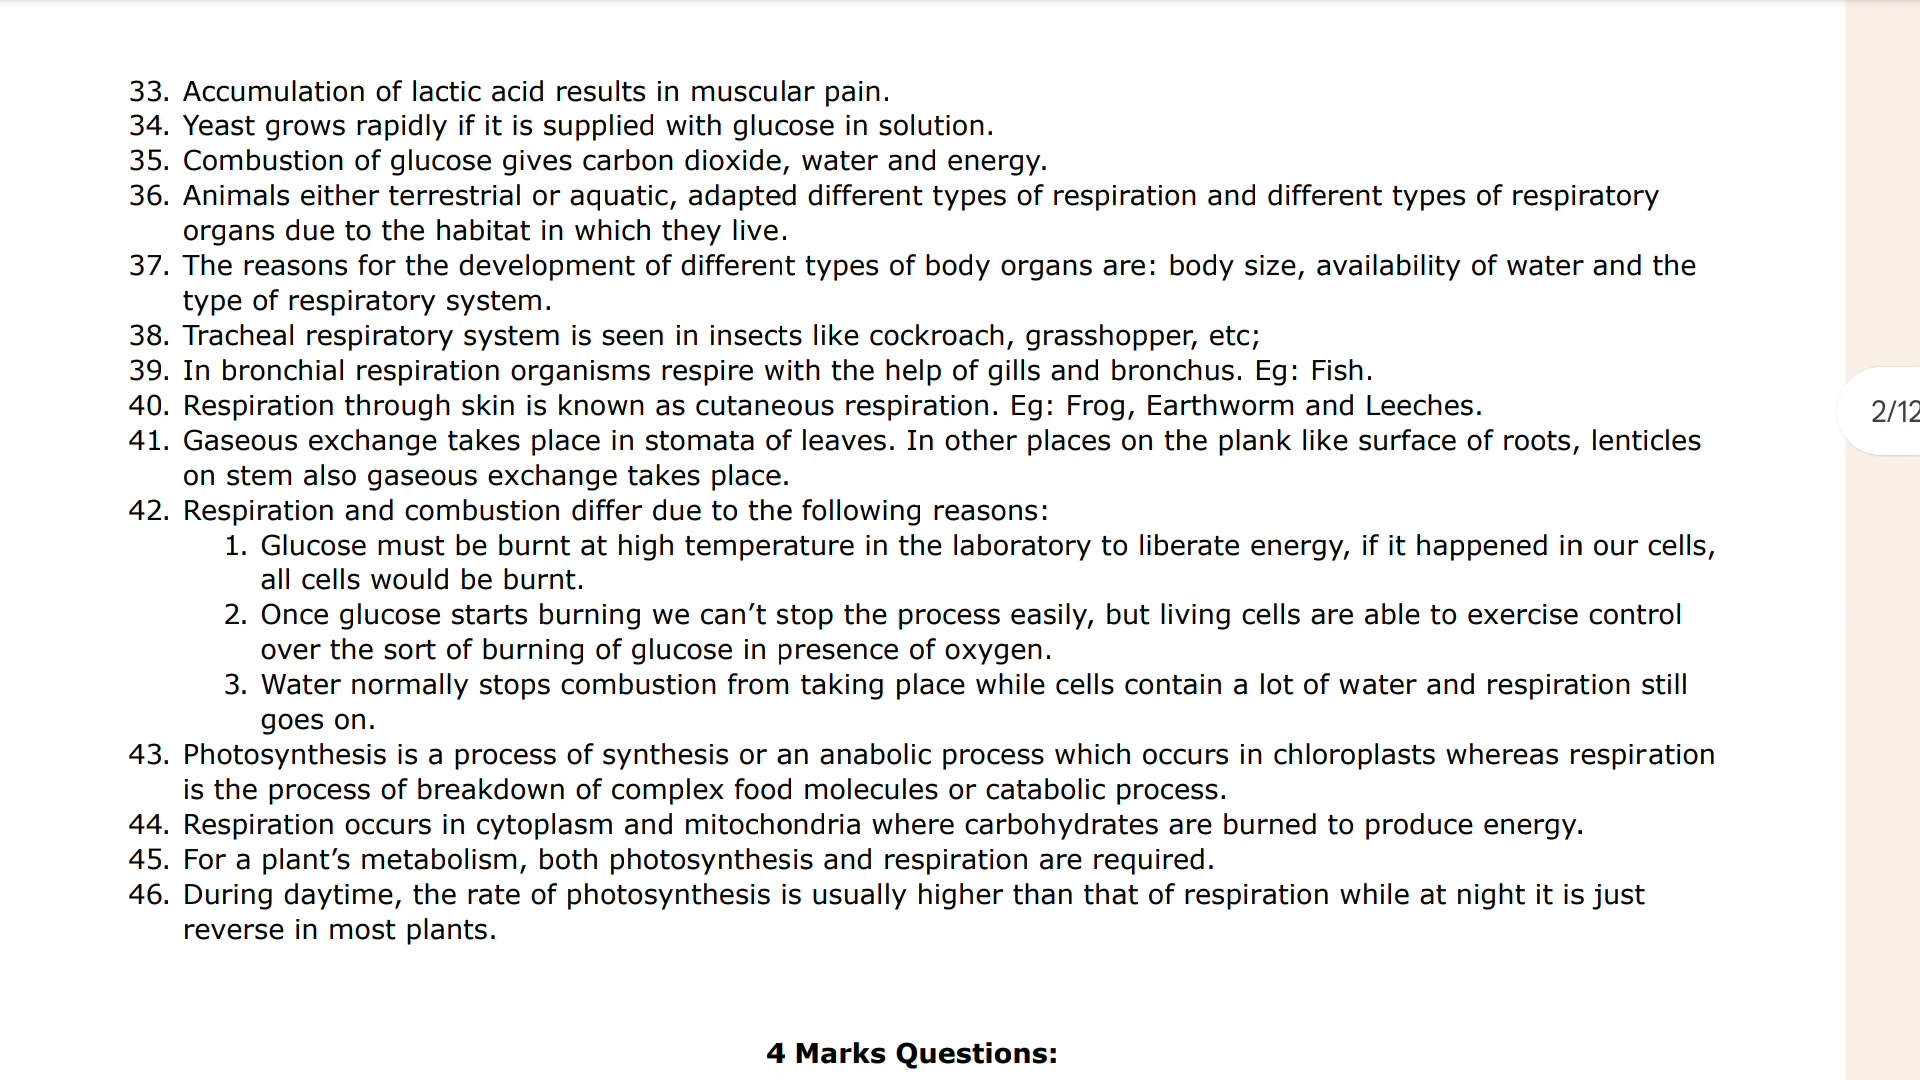 33. Accumulation of lactic acid results in muscular pain.
34. Yeast grows rapidly if it is supplied with glucose in solution.
35. Combustion of glucose gives carbon dioxide, water and energy.
36. Animals either terrestrial or aquatic, adapted different types of respiration and different types of respiratory
organs due to the habitat in which they live.
37. The reasons for the development of different types of body organs are: body size, availability of water and the
type of respiratory system.
38. Tracheal respiratory system is seen in insects like cockroach, grasshopper, etc;
39. In bronchial respiration organisms respire with the help of gills and bronchus. Eg: Fish.
2/12
40. Respiration through skin is known as cutaneous respiration. Eg: Frog, Earthworm and Leeches.
41. Gaseous exchange takes place in stomata of leaves. In other places on the plank like surface of roots, lenticles
on stem also gaseous exchange takes place.
42. Respiration and combustion differ due to the following reasons:
1. Glucose must be burnt at high temperature in the laboratory to liberate energy, if it happened in our cells,
all cells would be burnt.
2. Once glucose starts burning we can’t stop the process easily, but living cells are able to exercise control
over the sort of burning of glucose in presence of oxygen.
3. Water normally stops combustion from taking place while cells contain a lot of water and respiration still
goes on.
43. Photosynthesis is a process of synthesis or an anabolic process which occurs in chloroplasts whereas respiration
is the process of breakdown of complex food molecules or catabolic process.
44. Respiration occurs in cytoplasm and mitochondria where carbohydrates are burned to produce energy.
45. For a plant’s metabolism, both photosynthesis and respiration are required.
46. During daytime, the rate of photosynthesis is usually higher than that of respiration while at night it is just
reverse in most plants.
4 Marks Questions: